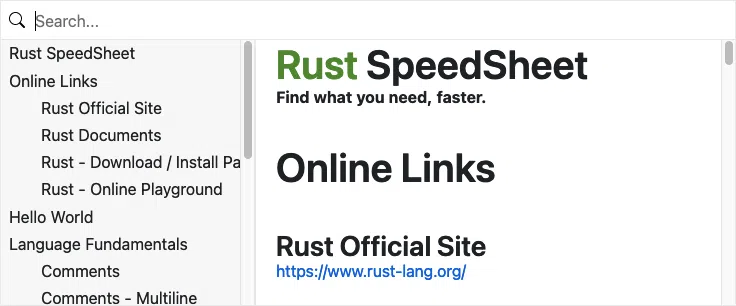 Search...
Rust SpeedSheet
Online Links
Rust Official Site
Rust Documents
Rust - Download / Install Pa
Rust - Online Playground
Hello World
Language Fundamentals
Comments
Comments - Multiline
Rust SpeedSheet
Find what you need, faster.
Online Links
Rust Official Site
https://www.rust-lang.org/